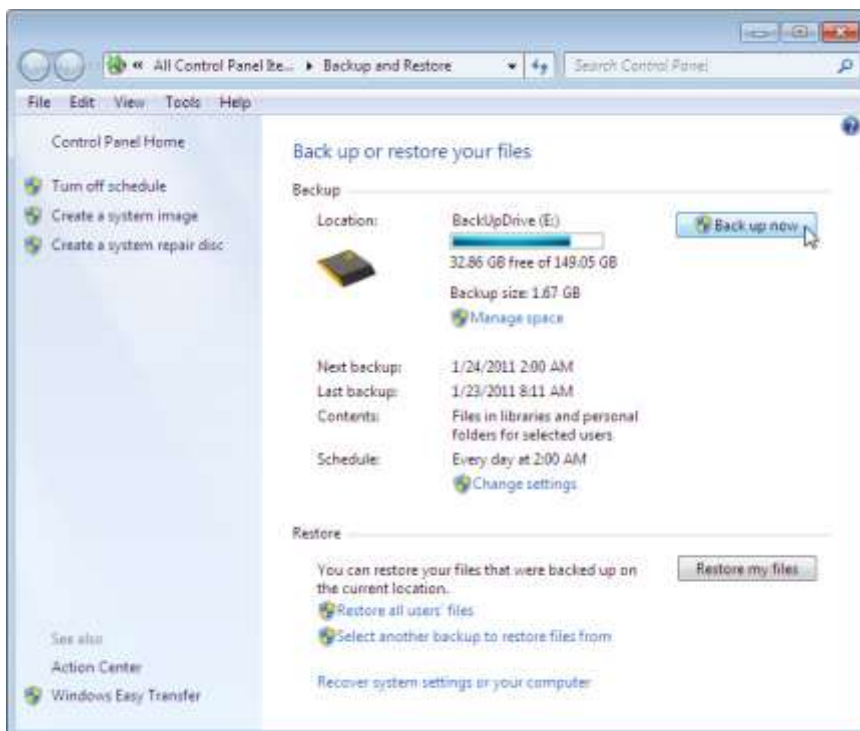 « All Control Panel Ite... ▸ Backup and Restore
Search Control Panel
File Edit View Tools Help
Control Panel Home
Turn off schedule
Create a system image
Create a system repair disc
See also
Action Center
Windows Easy Transfer
Back up or restore your files
Backup
Location: BackUpDrive (E:)
Back up now
32.86 GB free of 149.05 GB
Backup size: 1.67 GB
Manage space
Next backup: 1/24/2011 2:00 AM
Last backup: 1/23/2011 8:11 AM
Contents: Files in libraries and personal
folders for selected users
Schedule: Every day at 2:00 AM
Change settings
Restore
You can restore your files that were backed up on
the current location.
Restore my files
Restore all users' files
Select another backup to restore files from
Recover system settings or your computer